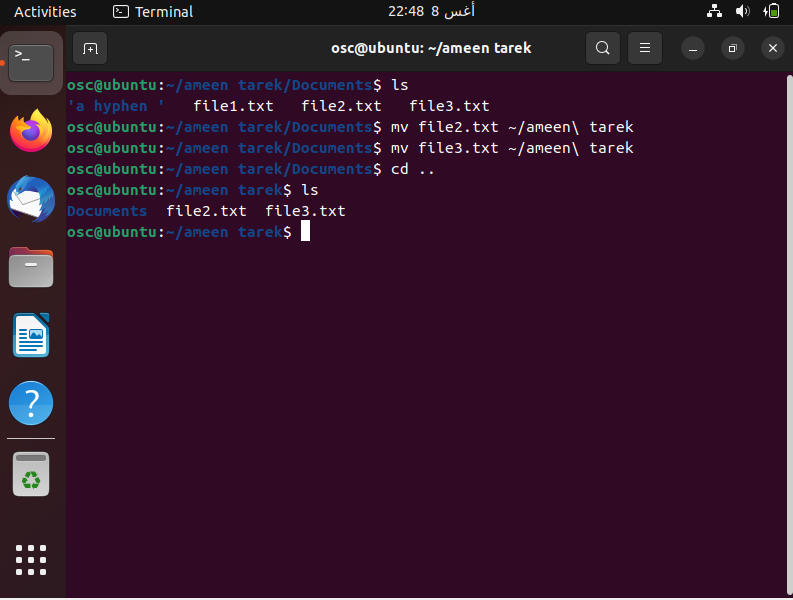 Activities Terminal 22:48 8 أغس
osc@ubuntu: ~/ameen tarek
osc@ubuntu:~/ameen tarek/Documents$ ls
'a hyphen ' file1.txt file2.txt file3.txt
osc@ubuntu:~/ameen tarek/Documents$ mv file2.txt ~/ameen\ tarek
osc@ubuntu:~/ameen tarek/Documents$ mv file3.txt ~/ameen\ tarek
osc@ubuntu:~/ameen tarek/Documents$ cd ..
osc@ubuntu:~/ameen tarek$ ls
Documents file2.txt file3.txt
osc@ubuntu:~/ameen tarek$